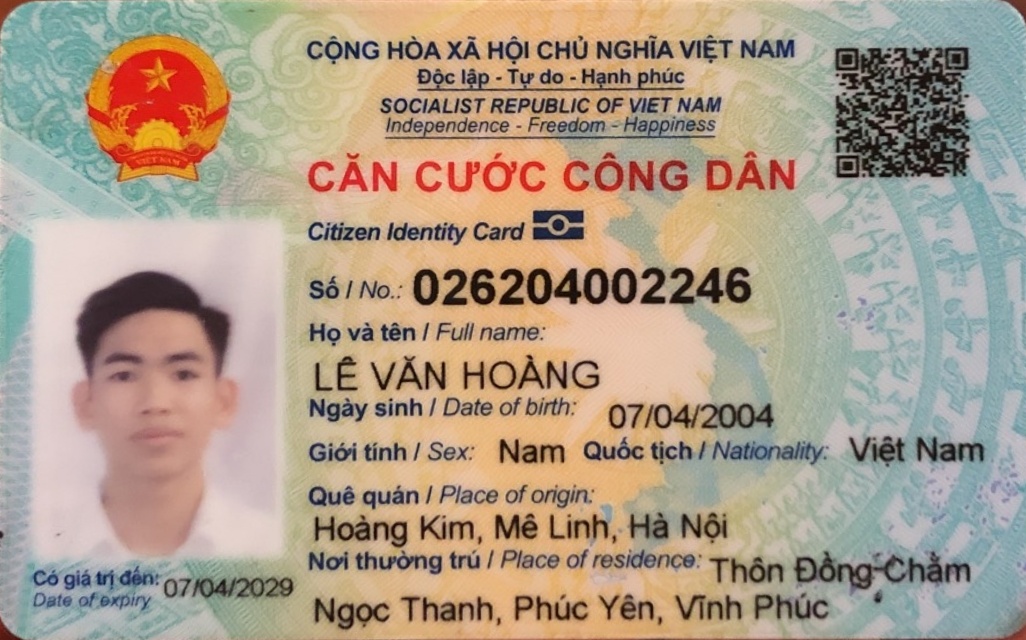 CỘNG HÒA XÃ HỘI CHỦ NGHĨA VIỆT NAM
Độc lập - Tự do - Hạnh phúc
SOCIALIST REPUBLIC OF VIET NAM
Independence - Freedom - Happiness
CĂN CƯỚC CÔNG DÂN
Citizen Identity Card
Số / No.: 026204002246
Họ và tên / Full name:
LÊ VĂN HOÀNG
Ngày sinh / Date of birth: 07/04/2004
Giới tính / Sex: Nam Quốc tịch / Nationality: Việt Nam
Quê quán / Place of origin:
Hoàng Kim, Mê Linh, Hà Nội
Nơi thường trú / Place of residence: Thôn Đồng Chằm
Ngọc Thanh, Phúc Yên, Vĩnh Phúc
Có giá trị đến: 07/04/2029
Date of expiry
VIỆT NAM